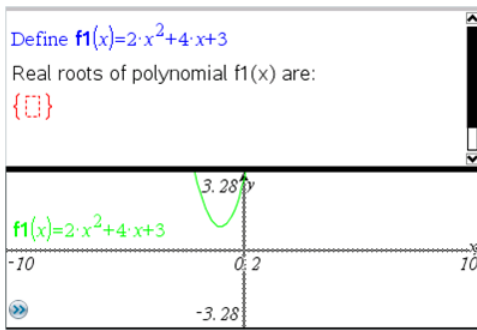 Define f1(x)=2·x²+4·x+3
Real roots of polynomial f1(x) are:
{⬚}
3.28 y
f1(x)=2·x²+4·x+3
x
-10 0.2 10
-3.28